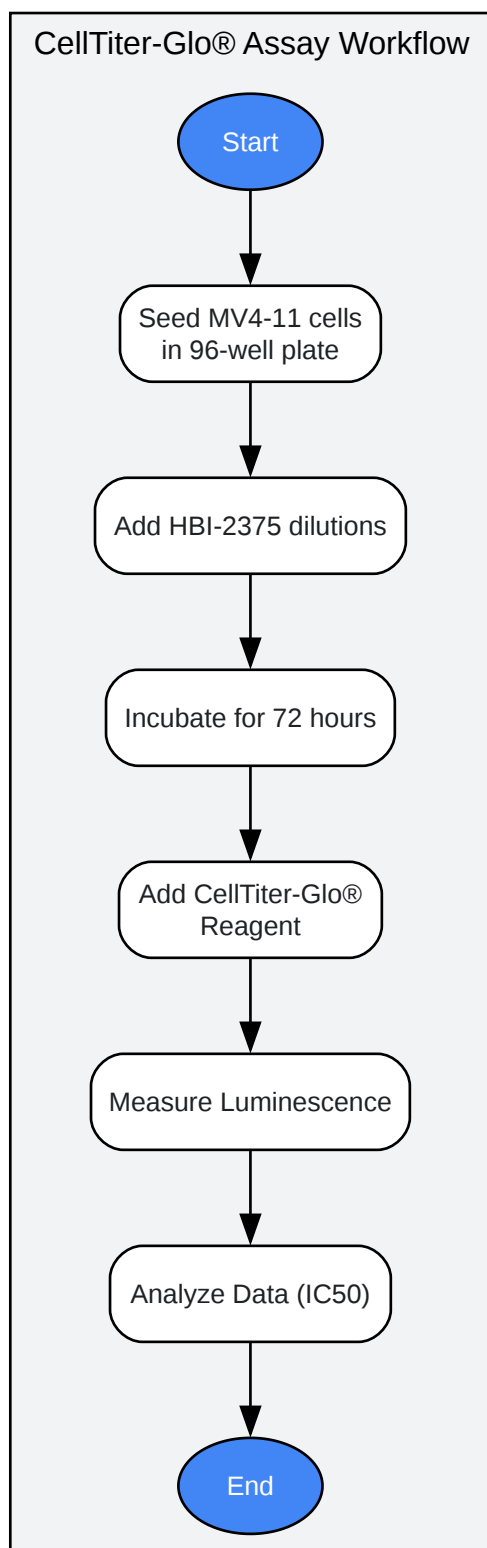 CellTiter-Glo® Assay Workflow
Start
Seed MV4-11 cells
in 96-well plate
Add HBI-2375 dilutions
Incubate for 72 hours
Add CellTiter-Glo®
Reagent
Measure Luminescence
Analyze Data (IC50)
End